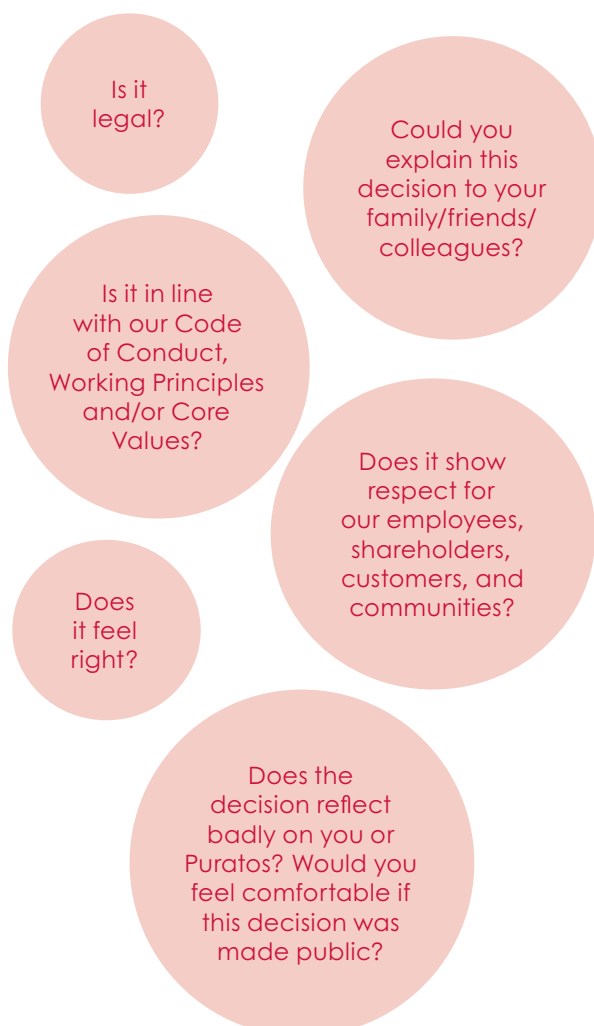 Is it
legal?
Could you
explain this
decision to your
family/friends/
colleagues?
Is it in line
with our Code
of Conduct,
Working Principles
and/or Core
Values?
Does it show
respect for
our employees,
shareholders,
customers, and
communities?
Does
it feel
right?
Does the
decision reflect
badly on you or
Puratos? Would you
feel comfortable if
this decision was
made public?